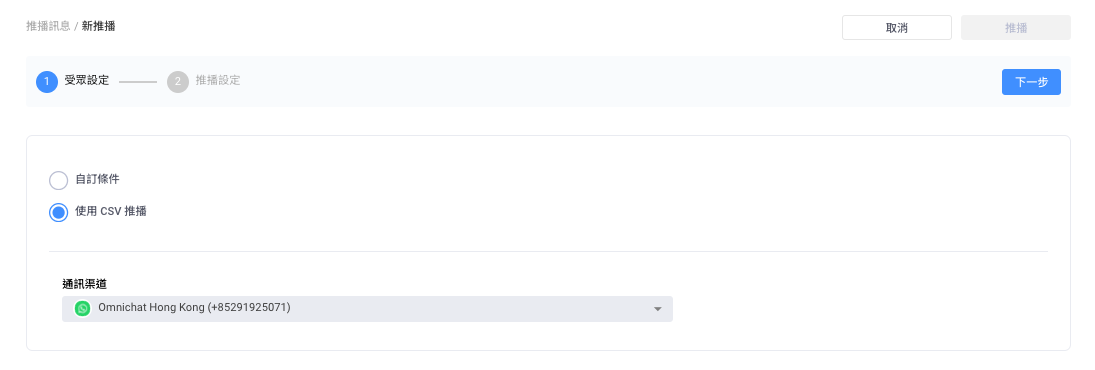 推播訊息 / 新推播
取消
推播
1 受眾設定
2 推播設定
下一步
自訂條件
使用 CSV 推播
通訊渠道
Omnichat Hong Kong (+85291925071)